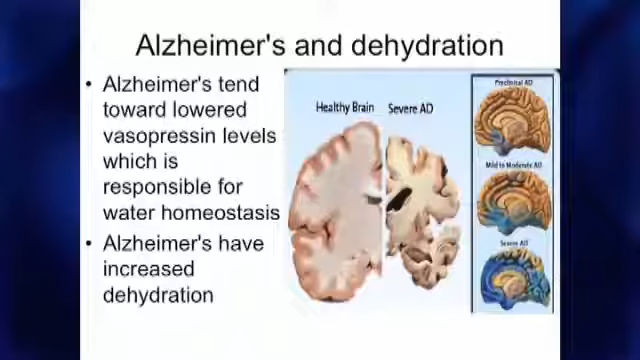 Alzheimer's and dehydration
• Alzheimer's tend
toward lowered
vasopressin levels
which is
responsible for
water homeostasis
• Alzheimer's have
increased
dehydration
Healthy Brain
Severe AD
Preclinical AD
Mild to Moderate AD
Severe AD